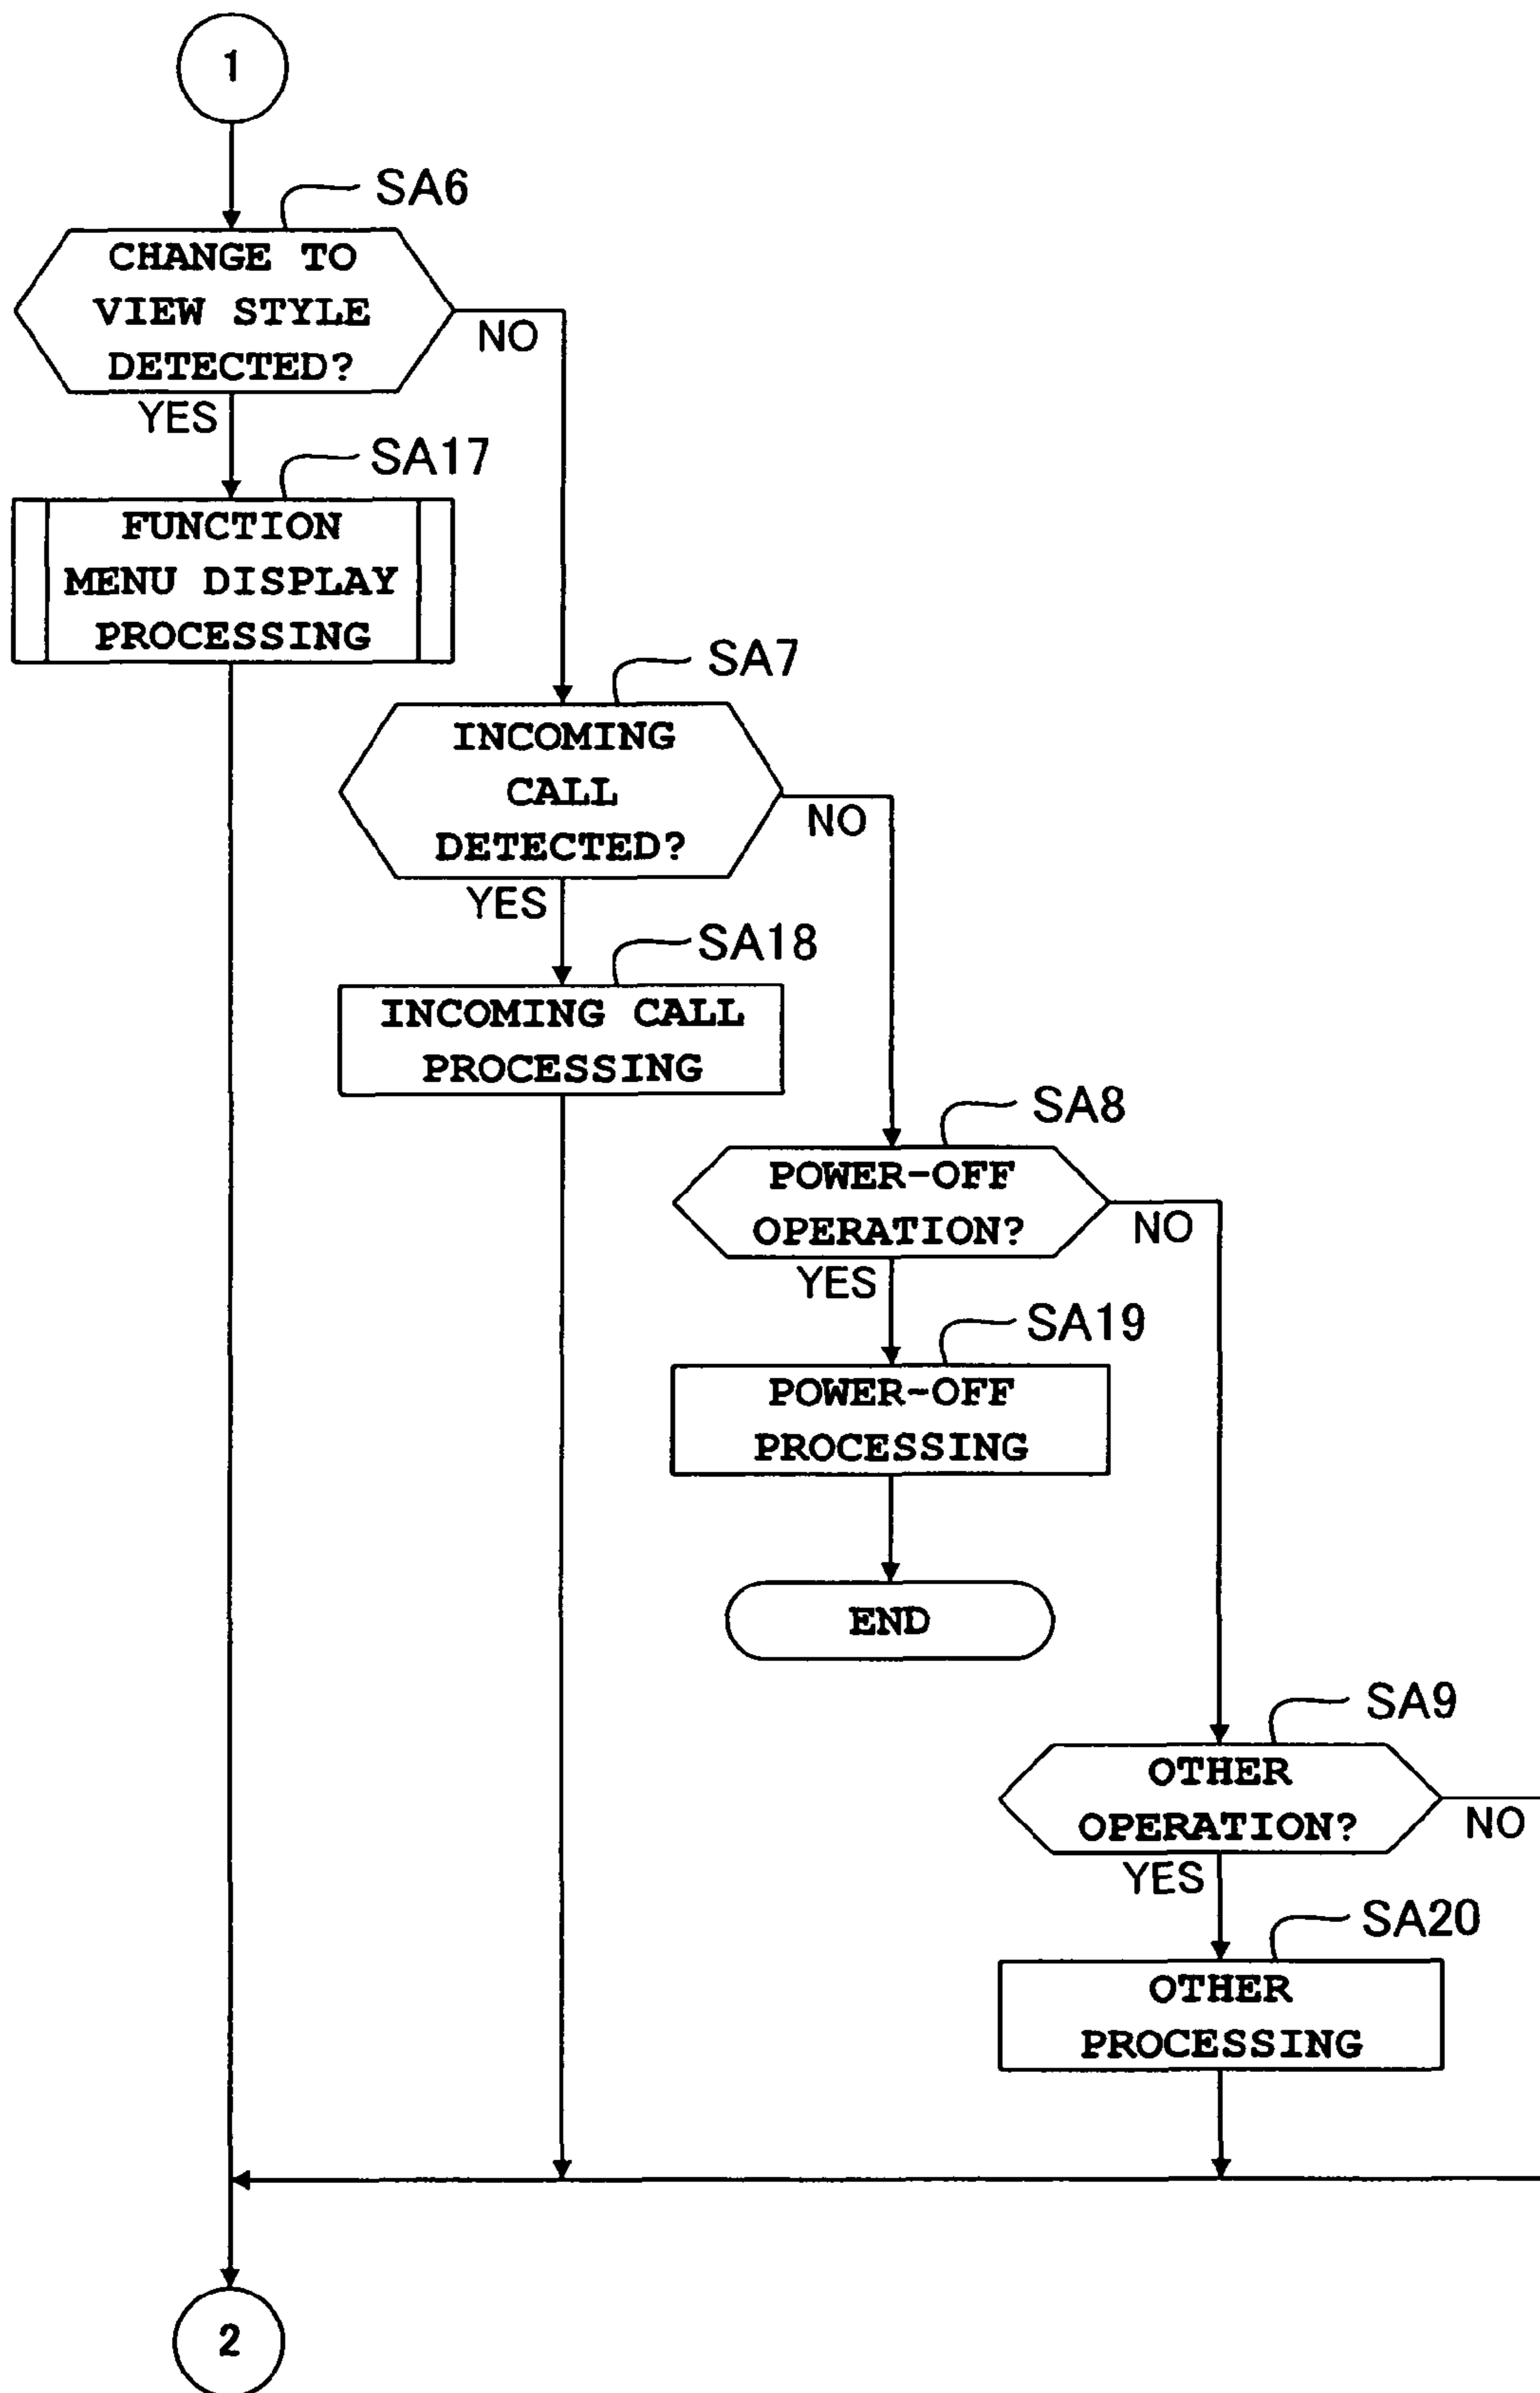 1
SA6
CHANGE TO
VIEW STYLE
DETECTED?
NO
YES
SA17
FUNCTION
MENU DISPLAY
PROCESSING
SA7
INCOMING
CALL
DETECTED?
NO
YES
SA18
INCOMING CALL
PROCESSING
SA8
POWER-OFF
OPERATION?
NO
YES
SA19
POWER-OFF
PROCESSING
END
SA9
OTHER
OPERATION?
NO
YES
SA20
OTHER
PROCESSING
2